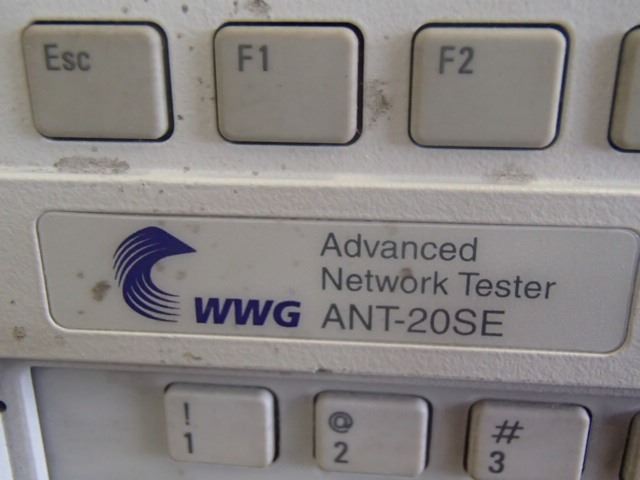 Esc F1 F2
Advanced
Network Tester
WWG ANT-20SE
! @ #
1 2 3